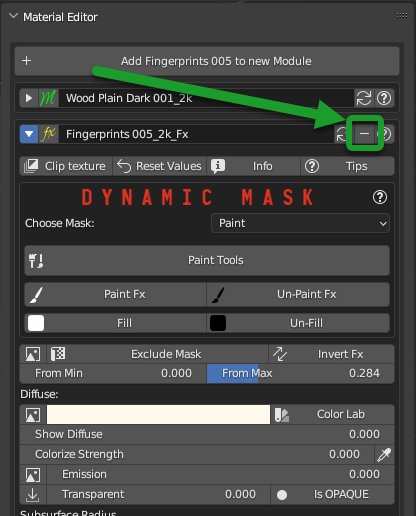 Material Editor
+ Add Fingerprints 005 to new Module
Wood Plain Dark 001_2k
fx Fingerprints 005_2k_Fx
Clip texture Reset Values Info Tips
DYNAMIC MASK
Choose Mask: Paint
Paint Tools
Paint Fx Un-Paint Fx
Fill Un-Fill
Exclude Mask Invert Fx
From Min 0.000 From Max 0.284
Diffuse:
Color Lab
Show Diffuse 0.000
Colorize Strength 0.000
Emission 0.000
Transparent 0.000 Is OPAQUE
Subsurface Radius